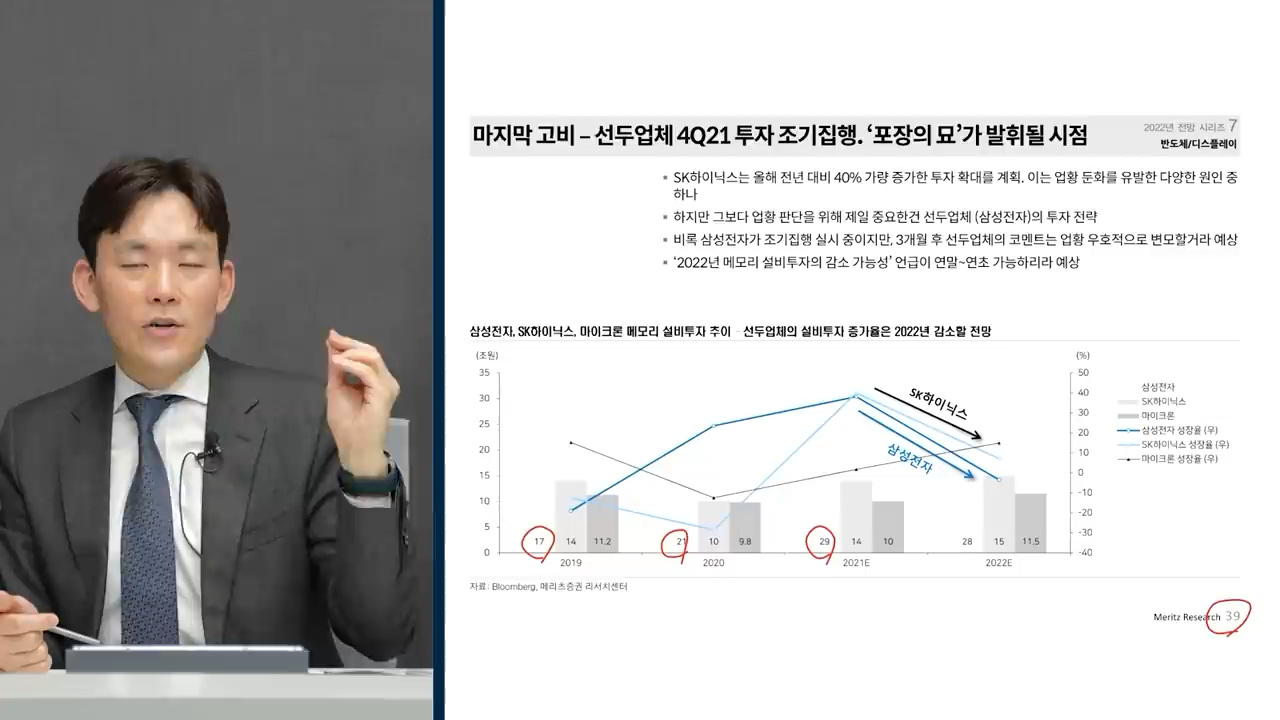 마지막 고비 – 선두업체 4Q21 투자 조기집행. ‘포장의 묘’가 발휘될 시점
2022년 전망 시리즈 7
반도체/디스플레이
▪ SK하이닉스는 올해 전년 대비 40% 가량 증가한 투자 확대를 계획. 이는 업황 둔화를 유발한 다양한 원인 중
하나
▪ 하지만 그보다 업황 판단을 위해 제일 중요한건 선두업체 (삼성전자)의 투자 전략
▪ 비록 삼성전자가 조기집행 실시 중이지만, 3개월 후 선두업체의 코멘트는 업황 우호적으로 변모할거라 예상
▪ ‘2022년 메모리 설비투자의 감소 가능성’ 언급이 연말~연초 가능하리라 예상
삼성전자, SK하이닉스, 마이크론 메모리 설비투자 추이 – 선두업체의 설비투자 증가율은 2022년 감소할 전망
(조원)
(%)
35
30
25
20
15
10
5
0
50
40
30
20
10
0
-10
-20
-30
-40
SK하이닉스
삼성전자
17 14 11.2
21 10 9.8
29 14 10
28 15 11.5
2019 2020 2021E 2022E
삼성전자
SK하이닉스
마이크론
삼성전자 성장율 (우)
SK하이닉스 성장율 (우)
마이크론 성장율 (우)
자료: Bloomberg, 메리츠증권 리서치센터
Meritz Research 39